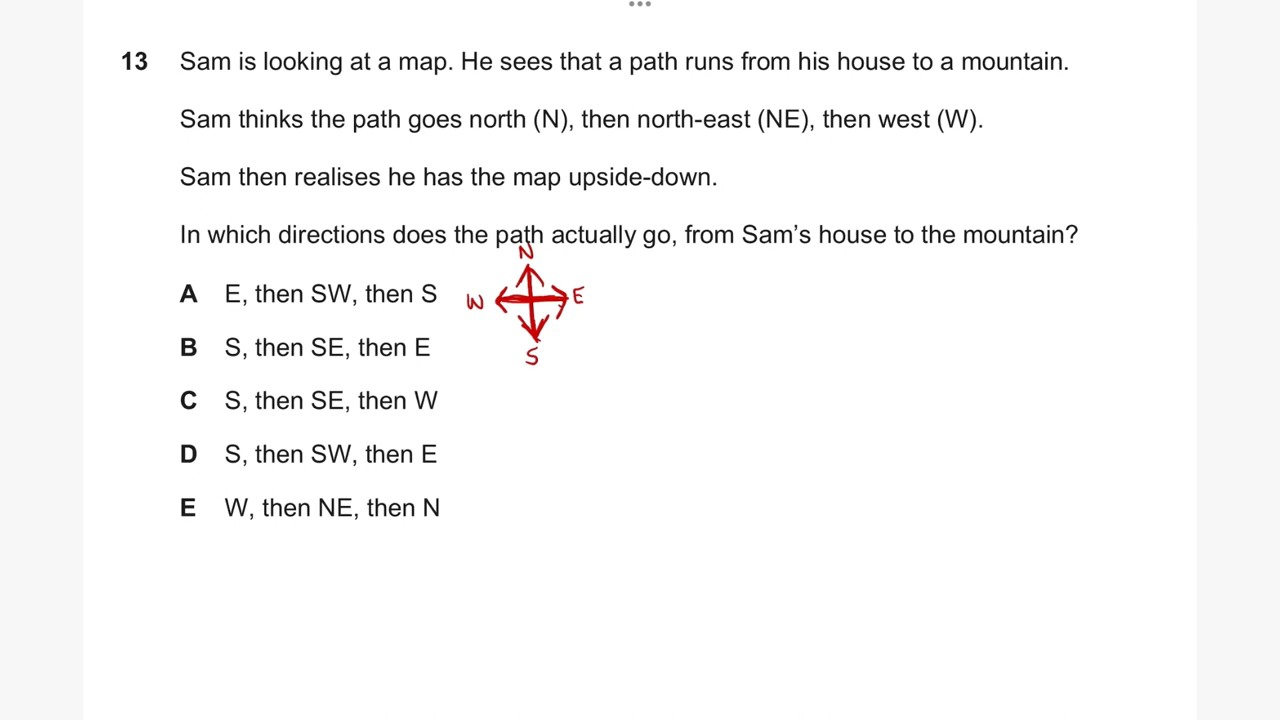 13 Sam is looking at a map. He sees that a path runs from his house to a mountain.
Sam thinks the path goes north (N), then north-east (NE), then west (W).
Sam then realises he has the map upside-down.
In which directions does the path actually go, from Sam's house to the mountain?
N
A E, then SW, then S
W E
B S, then SE, then E
S
C S, then SE, then W
D S, then SW, then E
E W, then NE, then N